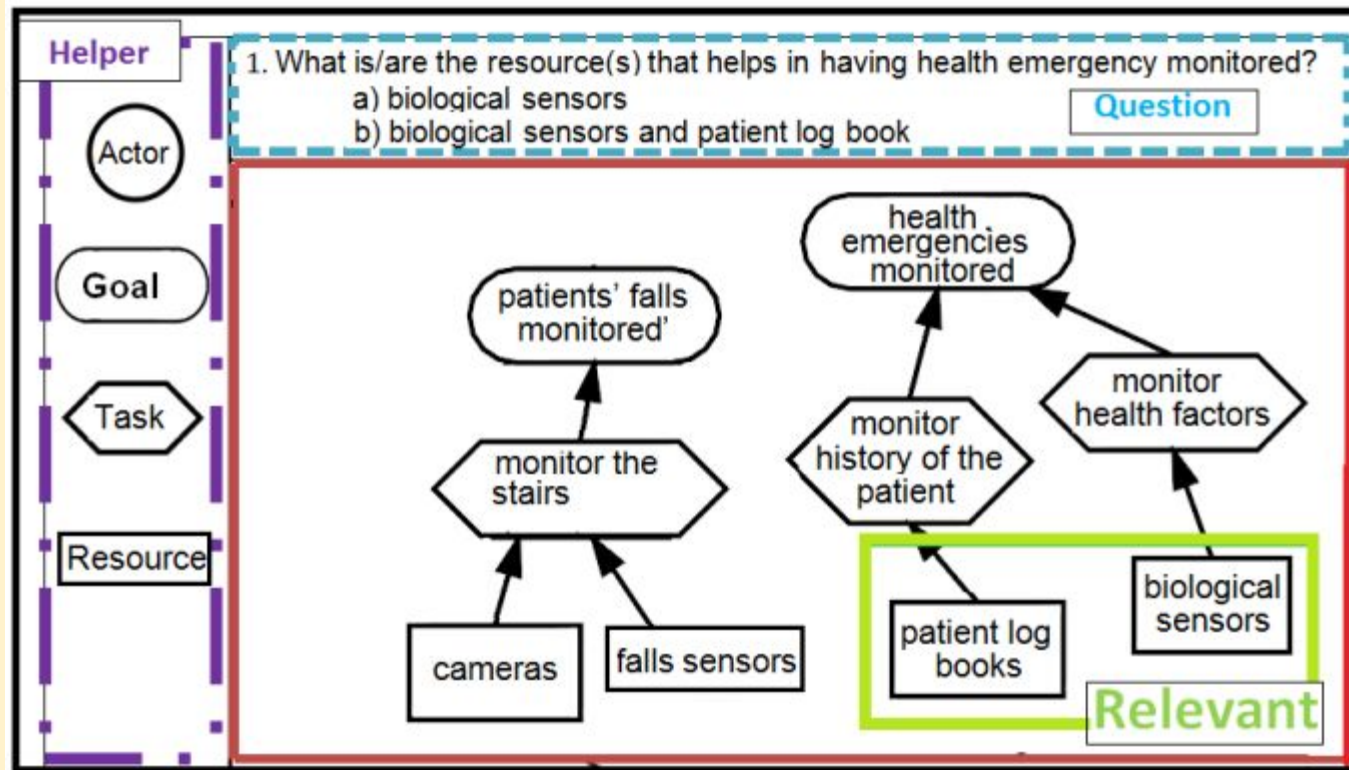 Helper
Actor
Goal
Task
Resource
1. What is/are the resource(s) that helps in having health emergency monitored?
a) biological sensors
b) biological sensors and patient log book
Question
health
emergencies
monitored
patients’ falls
monitored’
monitor
health factors
monitor
history of the
patient
monitor the
stairs
biological
sensors
patient log
books
cameras
falls sensors
Relevant